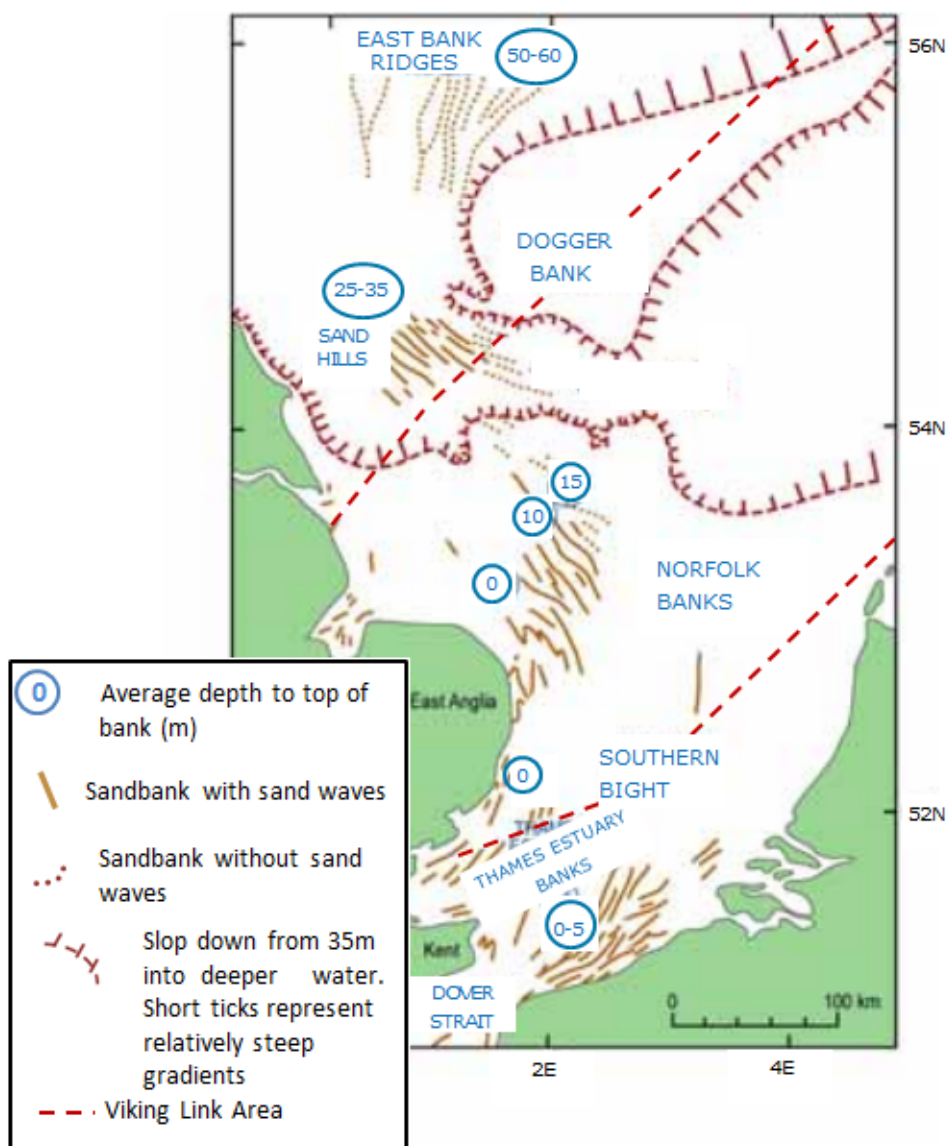 EAST BANK
RIDGES
50-60
56N
DOGGER
BANK
25-35
SAND
HILLS
54N
15
10
0
NORFOLK
BANKS
East Anglia
0
SOUTHERN
BIGHT
52N
THAMES ESTUARY
BANKS
0-5
Kent
DOVER
STRAIT
0
100 km
2E
4E
0
Average depth to top of
bank (m)
Sandbank with sand waves
Sandbank without sand
waves
Slop down from 35m
into deeper water.
Short ticks represent
relatively steep
gradients
Viking Link Area